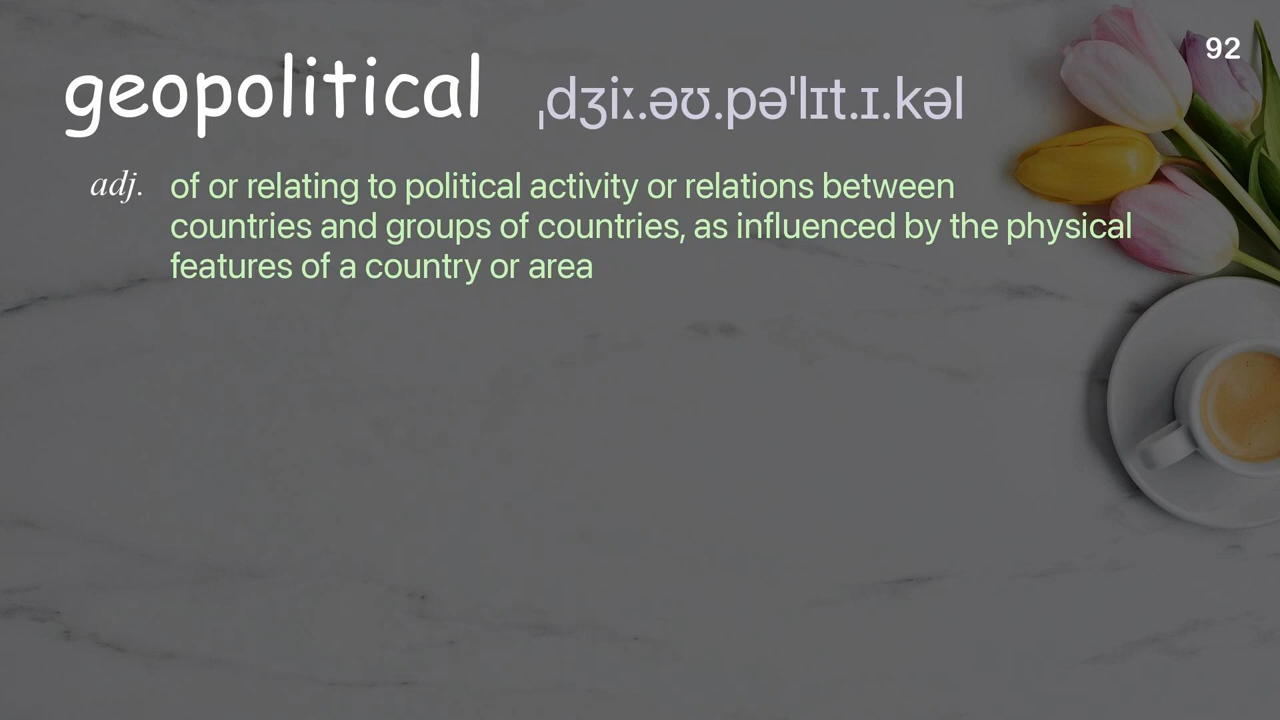 92
geopolitical ˌdʒiː.əʊ.pəˈlɪt.ɪ.kəl
adj. of or relating to political activity or relations between
countries and groups of countries, as influenced by the physical
features of a country or area